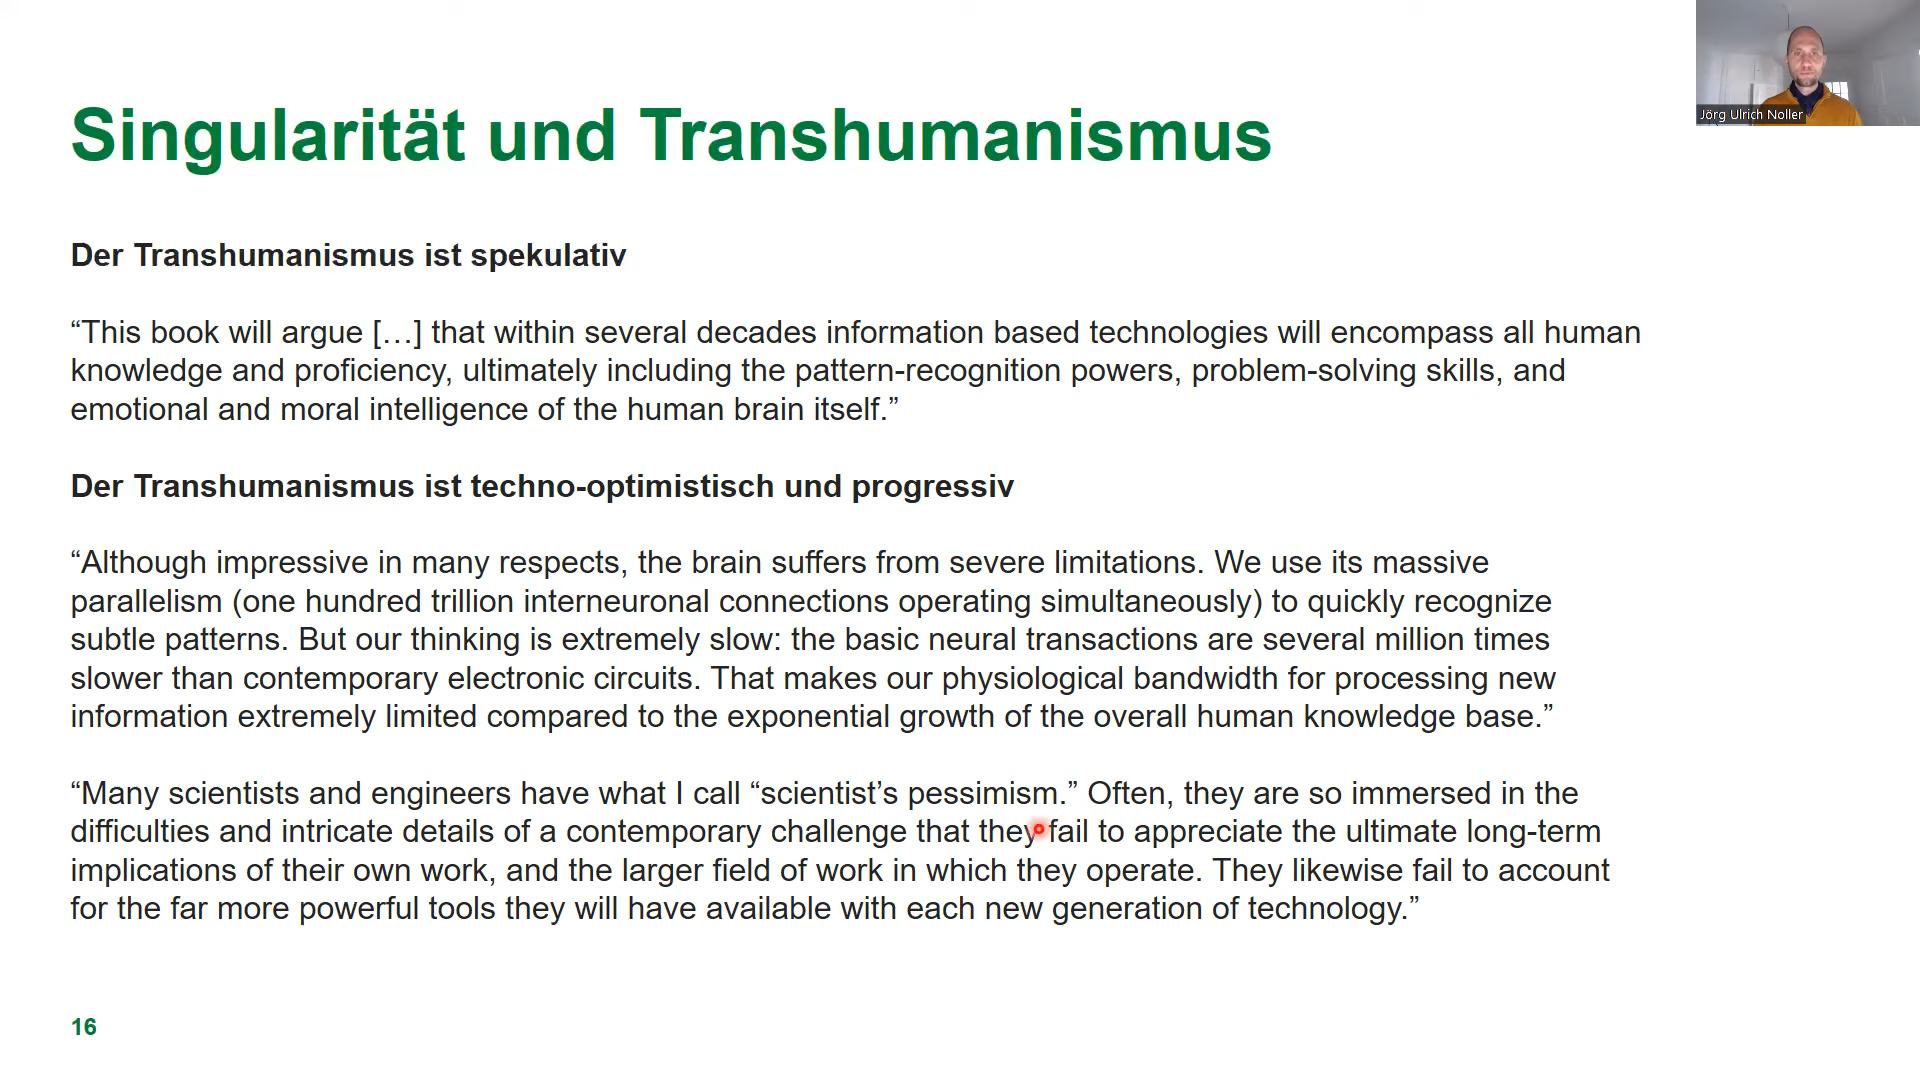 Jörg Ulrich Noller
Singularität und Transhumanismus
Der Transhumanismus ist spekulativ
“This book will argue […] that within several decades information based technologies will encompass all human
knowledge and proficiency, ultimately including the pattern-recognition powers, problem-solving skills, and
emotional and moral intelligence of the human brain itself.”
Der Transhumanismus ist techno-optimistisch und progressiv
“Although impressive in many respects, the brain suffers from severe limitations. We use its massive
parallelism (one hundred trillion interneuronal connections operating simultaneously) to quickly recognize
subtle patterns. But our thinking is extremely slow: the basic neural transactions are several million times
slower than contemporary electronic circuits. That makes our physiological bandwidth for processing new
information extremely limited compared to the exponential growth of the overall human knowledge base.”
“Many scientists and engineers have what I call “scientist’s pessimism.” Often, they are so immersed in the
difficulties and intricate details of a contemporary challenge that they fail to appreciate the ultimate long-term
implications of their own work, and the larger field of work in which they operate. They likewise fail to account
for the far more powerful tools they will have available with each new generation of technology.”
16